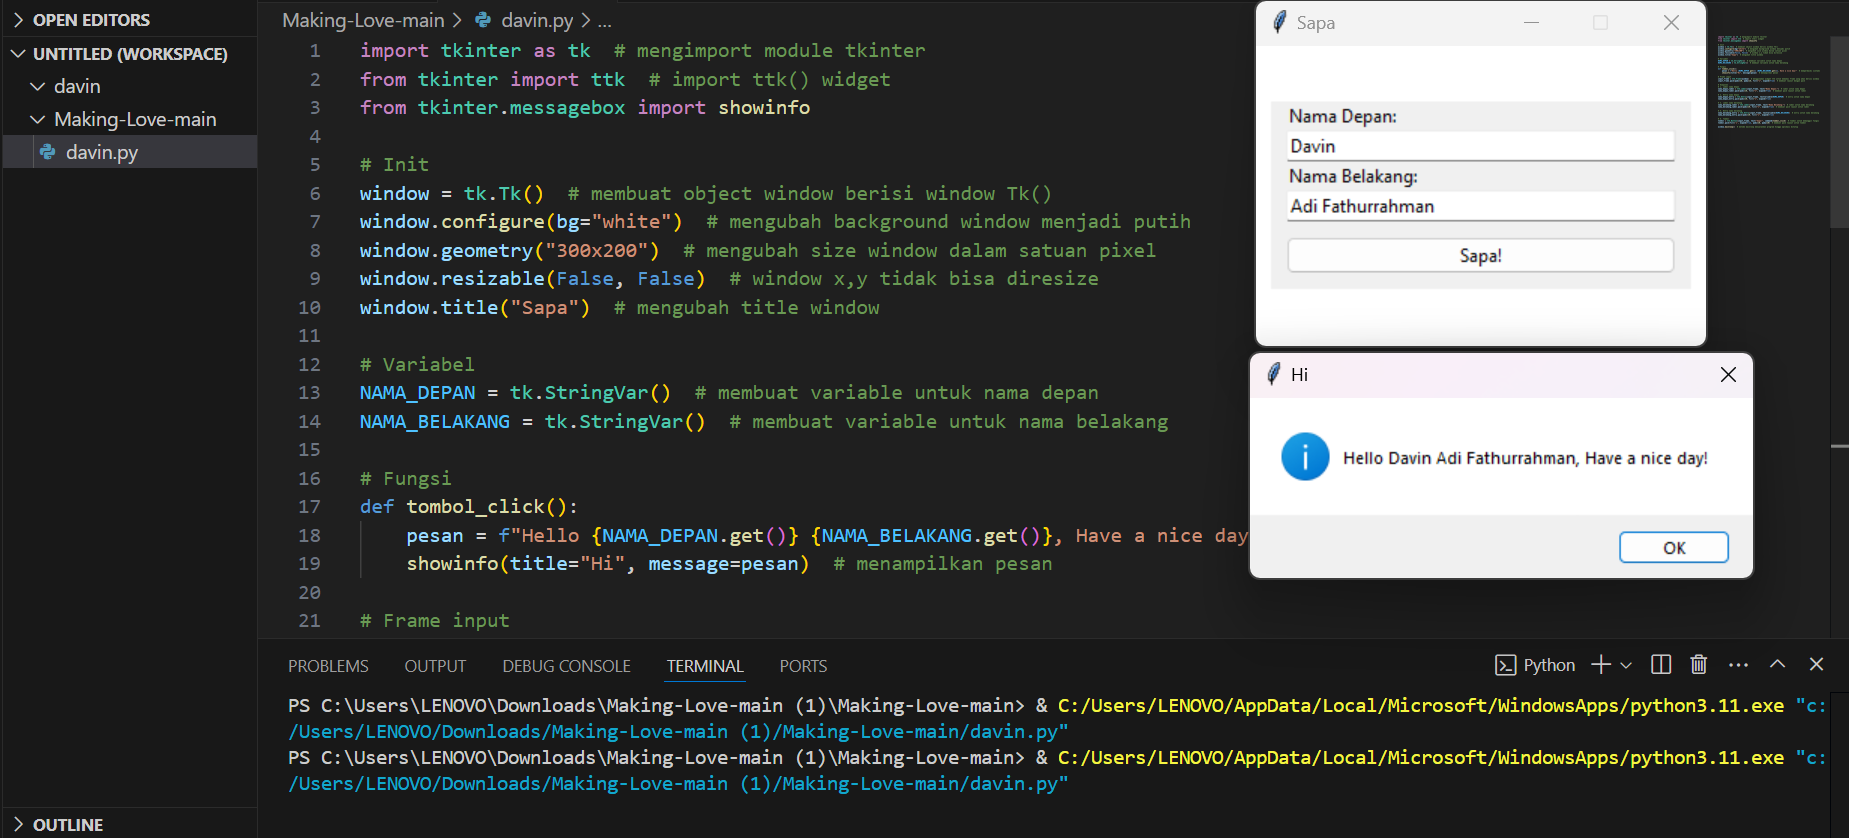 OPEN EDITORS
UNTITLED (WORKSPACE)
davin
Making-Love-main
davin.py
OUTLINE
Making-Love-main > davin.py > ...
1 import tkinter as tk  # mengimport module tkinter
2 from tkinter import ttk  # import ttk() widget
3 from tkinter.messagebox import showinfo
4
5 # Init
6 window = tk.Tk()  # membuat object window berisi window Tk()
7 window.configure(bg="white")  # mengubah background window menjadi putih
8 window.geometry("300x200")  # mengubah size window dalam satuan pixel
9 window.resizable(False, False)  # window x,y tidak bisa diresize
10 window.title("Sapa")  # mengubah title window
11
12 # Variabel
13 NAMA_DEPAN = tk.StringVar()  # membuat variable untuk nama depan
14 NAMA_BELAKANG = tk.StringVar()  # membuat variable untuk nama belakang
15
16 # Fungsi
17 def tombol_click():
18     pesan = f"Hello {NAMA_DEPAN.get()} {NAMA_BELAKANG.get()}, Have a nice day
19     showinfo(title="Hi", message=pesan)  # menampilkan pesan
20
21 # Frame input
Sapa
Nama Depan:
Davin
Nama Belakang:
Adi Fathurrahman
Sapa!
Hi
Hello Davin Adi Fathurrahman, Have a nice day!
OK
PROBLEMS OUTPUT DEBUG CONSOLE TERMINAL PORTS
Python
PS C:\Users\LENOVO\Downloads\Making-Love-main (1)\Making-Love-main> & C:/Users/LENOVO/AppData/Local/Microsoft/WindowsApps/python3.11.exe "c:
/Users/LENOVO/Downloads/Making-Love-main (1)/Making-Love-main/davin.py"
PS C:\Users\LENOVO\Downloads\Making-Love-main (1)\Making-Love-main> & C:/Users/LENOVO/AppData/Local/Microsoft/WindowsApps/python3.11.exe "c:
/Users/LENOVO/Downloads/Making-Love-main (1)/Making-Love-main/davin.py"